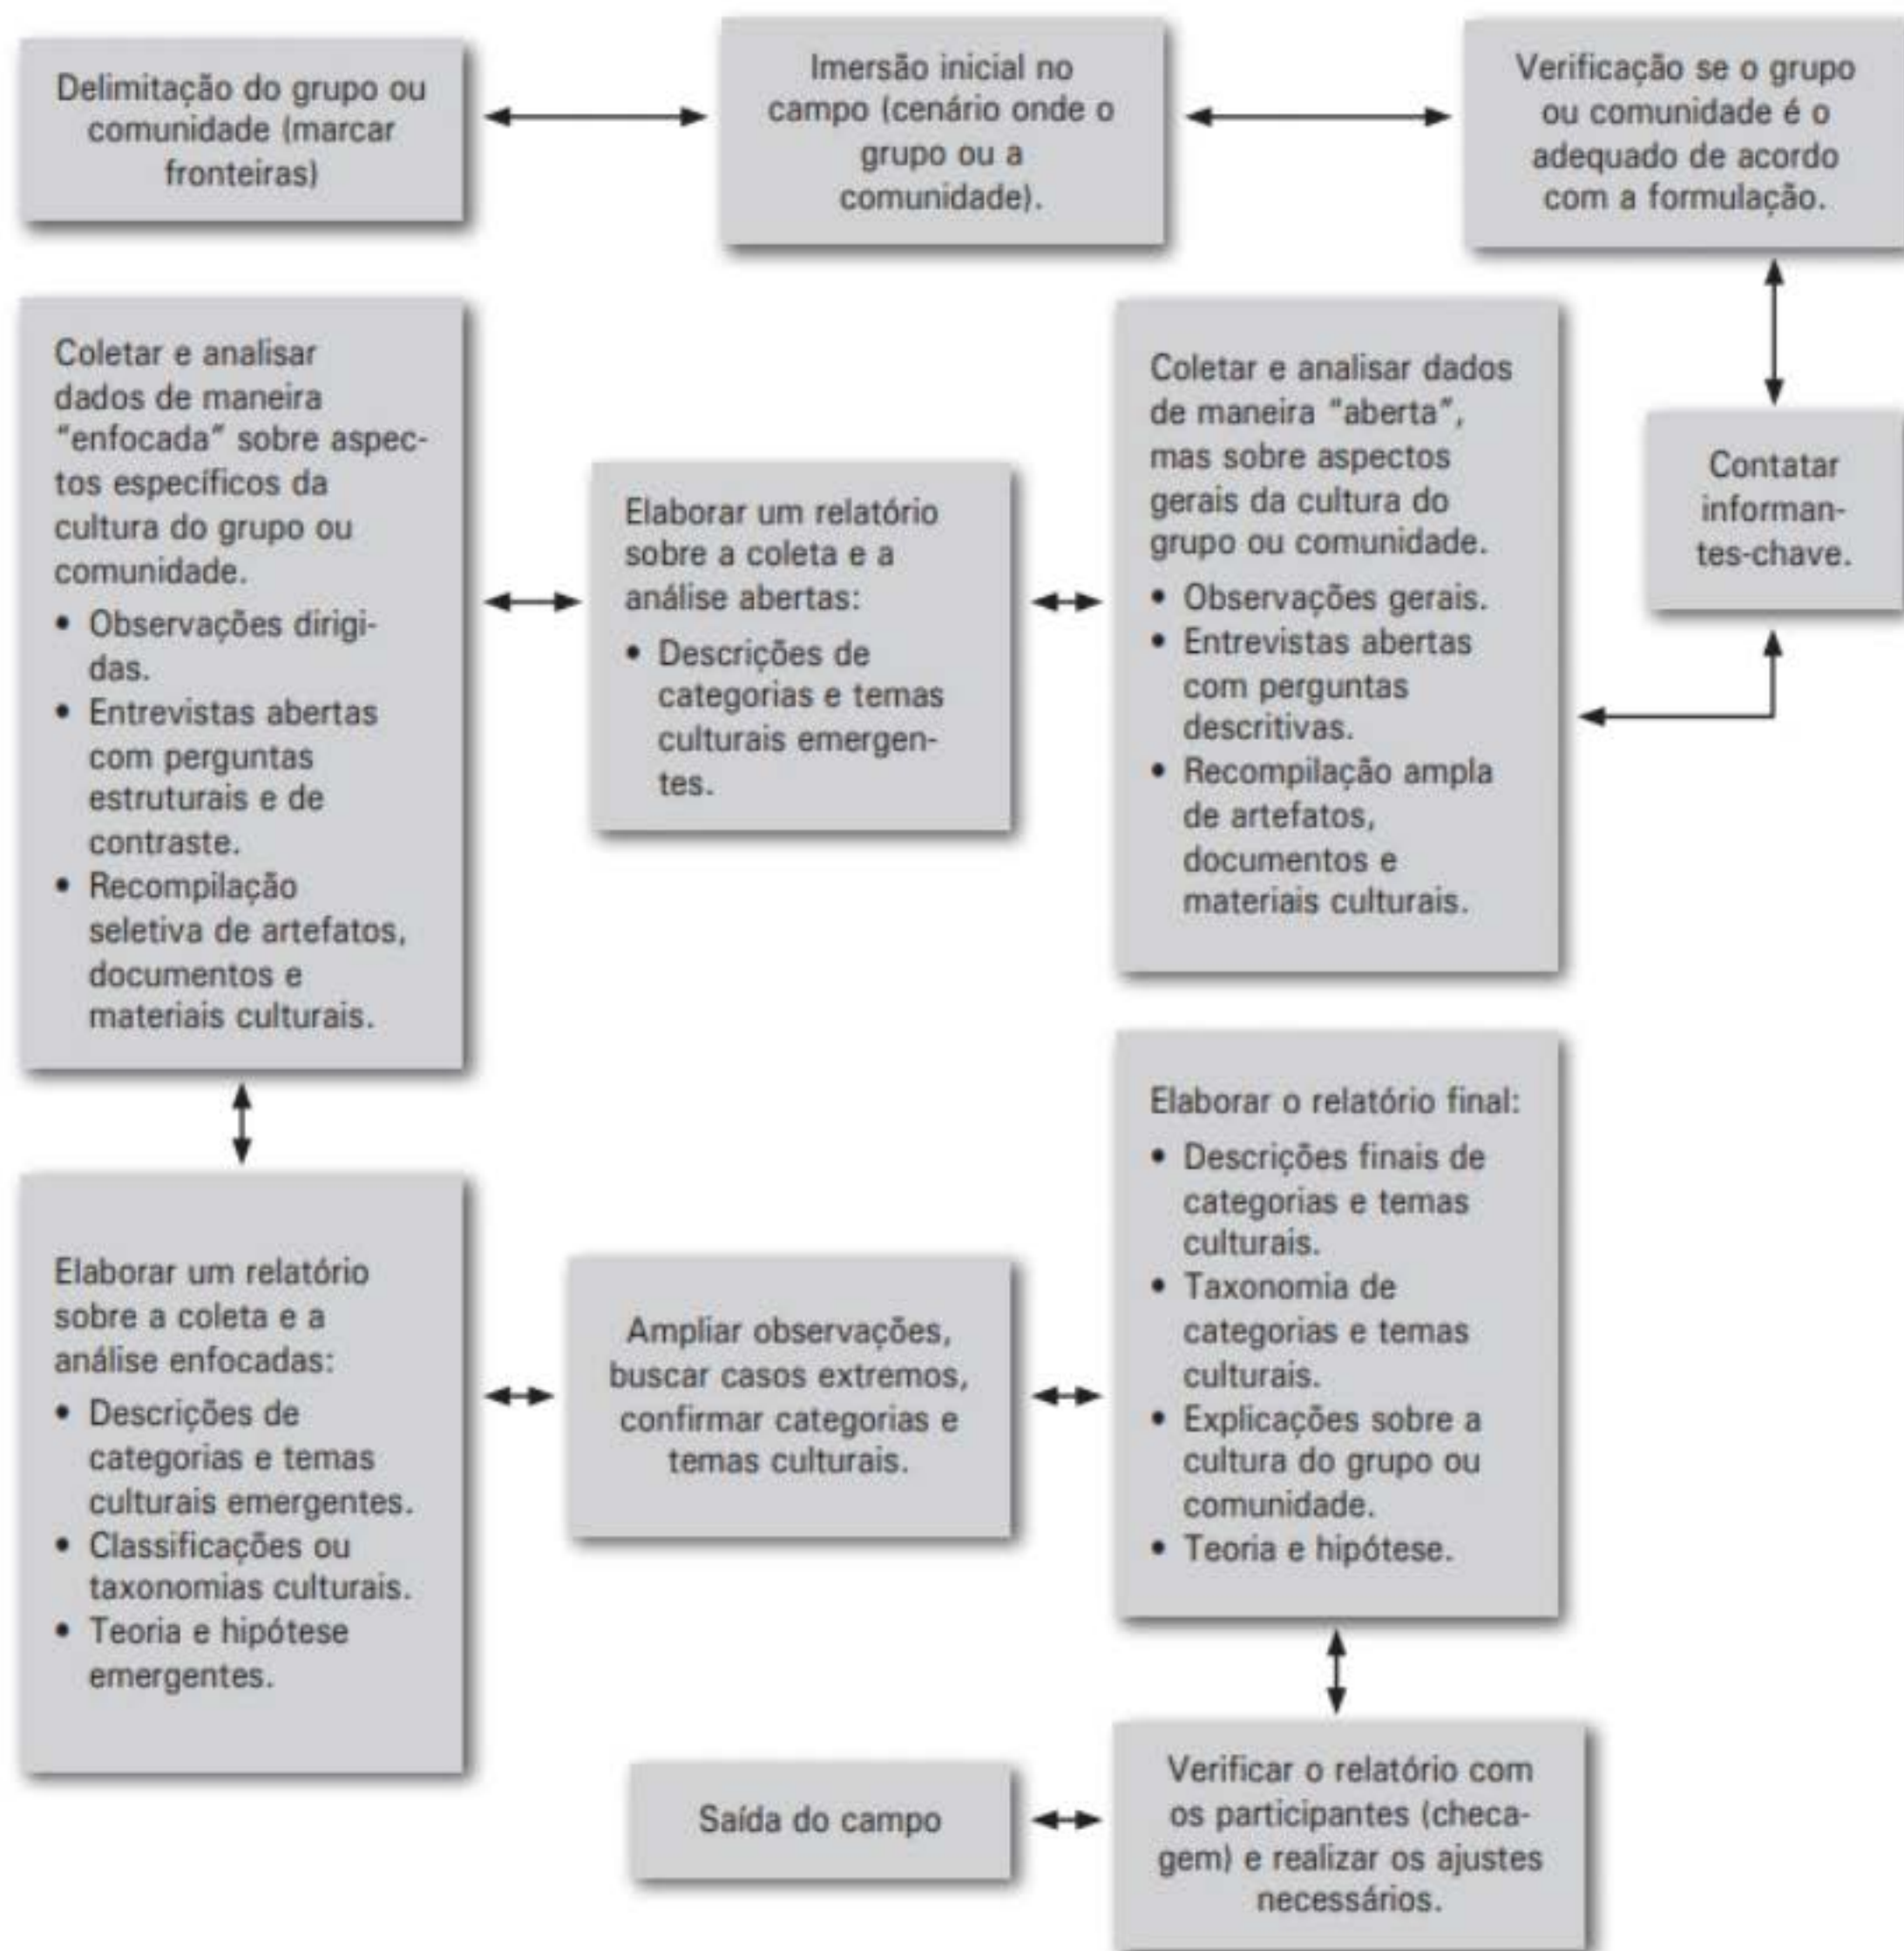 Delimitação do grupo ou
comunidade (marcar
fronteiras)
Imersão inicial no
campo (cenário onde o
grupo ou a
comunidade).
Verificação se o grupo
ou comunidade é o
adequado de acordo
com a formulação.
Contatar
informan-
tes-chave.
Coletar e analisar dados
de maneira "aberta",
mas sobre aspectos
gerais da cultura do
grupo ou comunidade.
• Observações gerais.
• Entrevistas abertas
com perguntas
descritivas.
• Recompilação ampla
de artefatos,
documentos e
materiais culturais.
Elaborar um relatório
sobre a coleta e a
análise abertas:
• Descrições de
categorias e temas
culturais emergen-
tes.
Coletar e analisar
dados de maneira
"enfocada" sobre aspec-
tos específicos da
cultura do grupo ou
comunidade.
• Observações dirigi-
das.
• Entrevistas abertas
com perguntas
estruturais e de
contraste.
• Recompilação
seletiva de artefatos,
documentos e
materiais culturais.
Elaborar um relatório
sobre a coleta e a
análise enfocadas:
• Descrições de
categorias e temas
culturais emergentes.
• Classificações ou
taxonomias culturais.
• Teoria e hipótese
emergentes.
Ampliar observações,
buscar casos extremos,
confirmar categorias e
temas culturais.
Elaborar o relatório final:
• Descrições finais de
categorias e temas
culturais.
• Taxonomia de
categorias e temas
culturais.
• Explicações sobre a
cultura do grupo ou
comunidade.
• Teoria e hipótese.
Verificar o relatório com
os participantes (checa-
gem) e realizar os ajustes
necessários.
Saída do campo